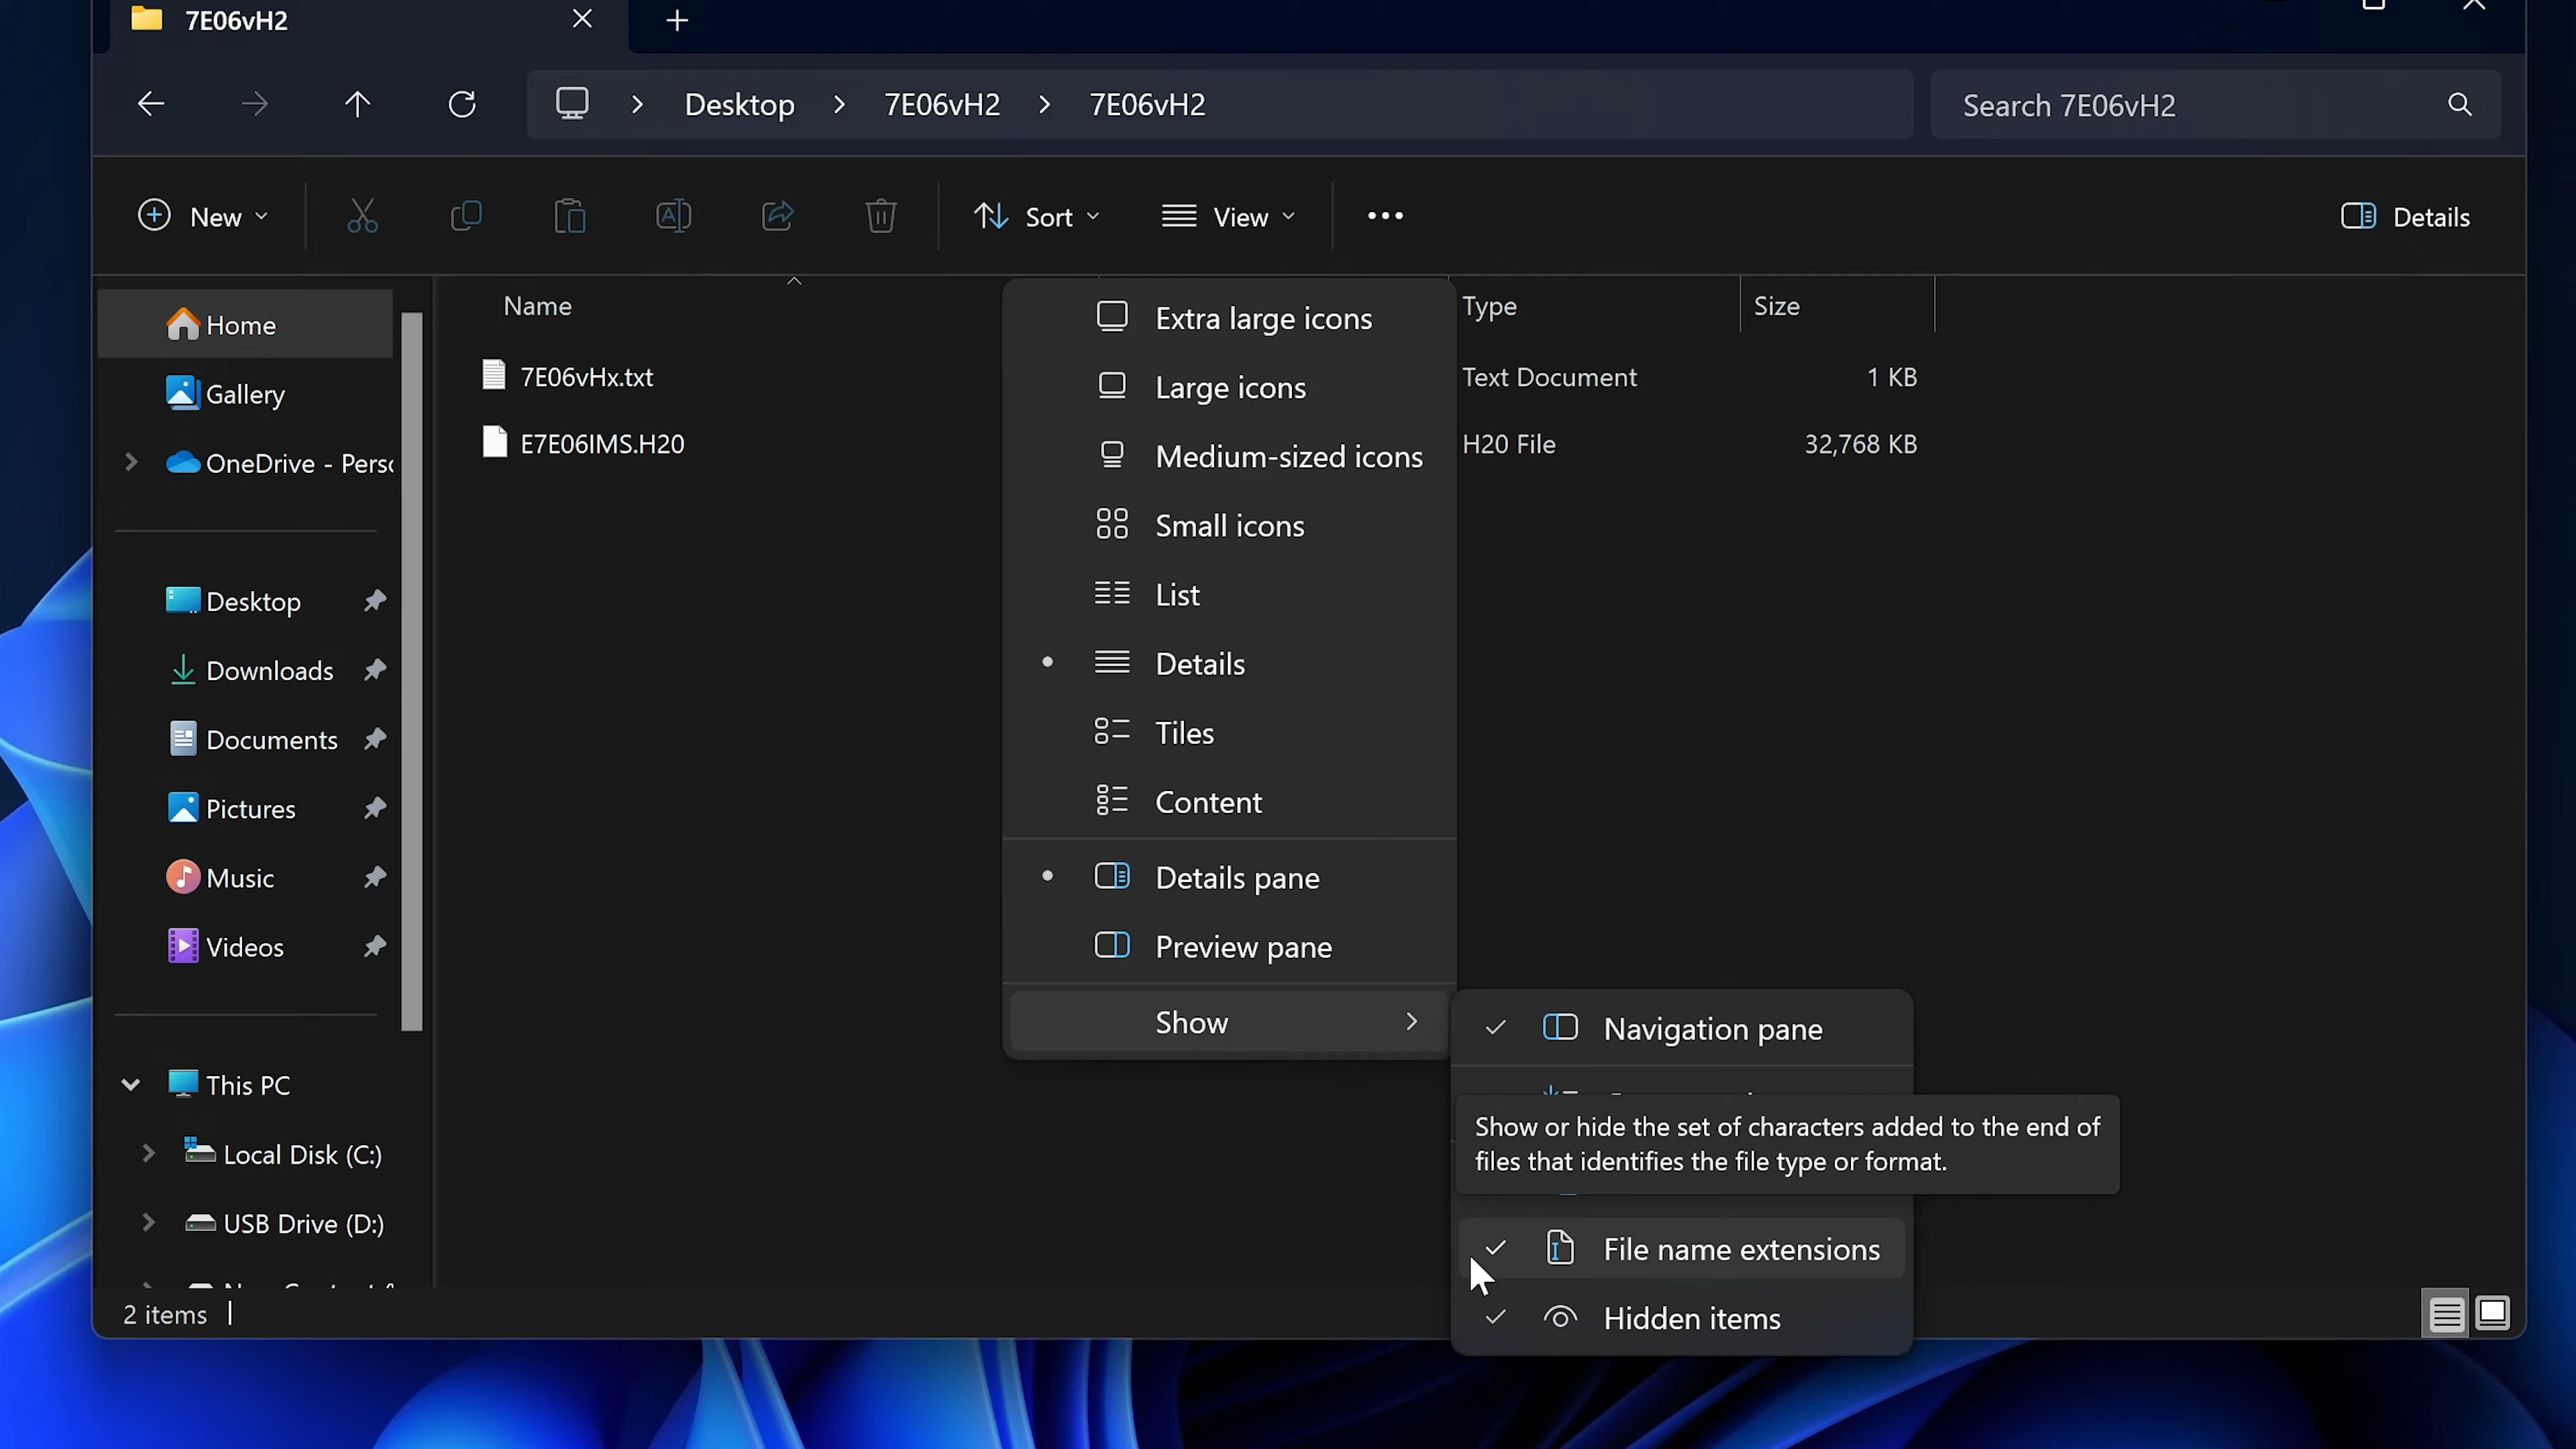 7E06vH2
Desktop > 7E06vH2 > 7E06vH2
Search 7E06vH2
New
Sort
View
Details
Home
Gallery
OneDrive - Perso
Desktop
Downloads
Documents
Pictures
Music
Videos
This PC
Local Disk (C:)
USB Drive (D:)
Name
Type
Size
7E06vHx.txt
Text Document
1 KB
E7E06IMS.H20
H20 File
32,768 KB
Extra large icons
Large icons
Medium-sized icons
Small icons
List
Details
Tiles
Content
Details pane
Preview pane
Show
Navigation pane
Show or hide the set of characters added to the end of
files that identifies the file type or format.
File name extensions
Hidden items
2 items